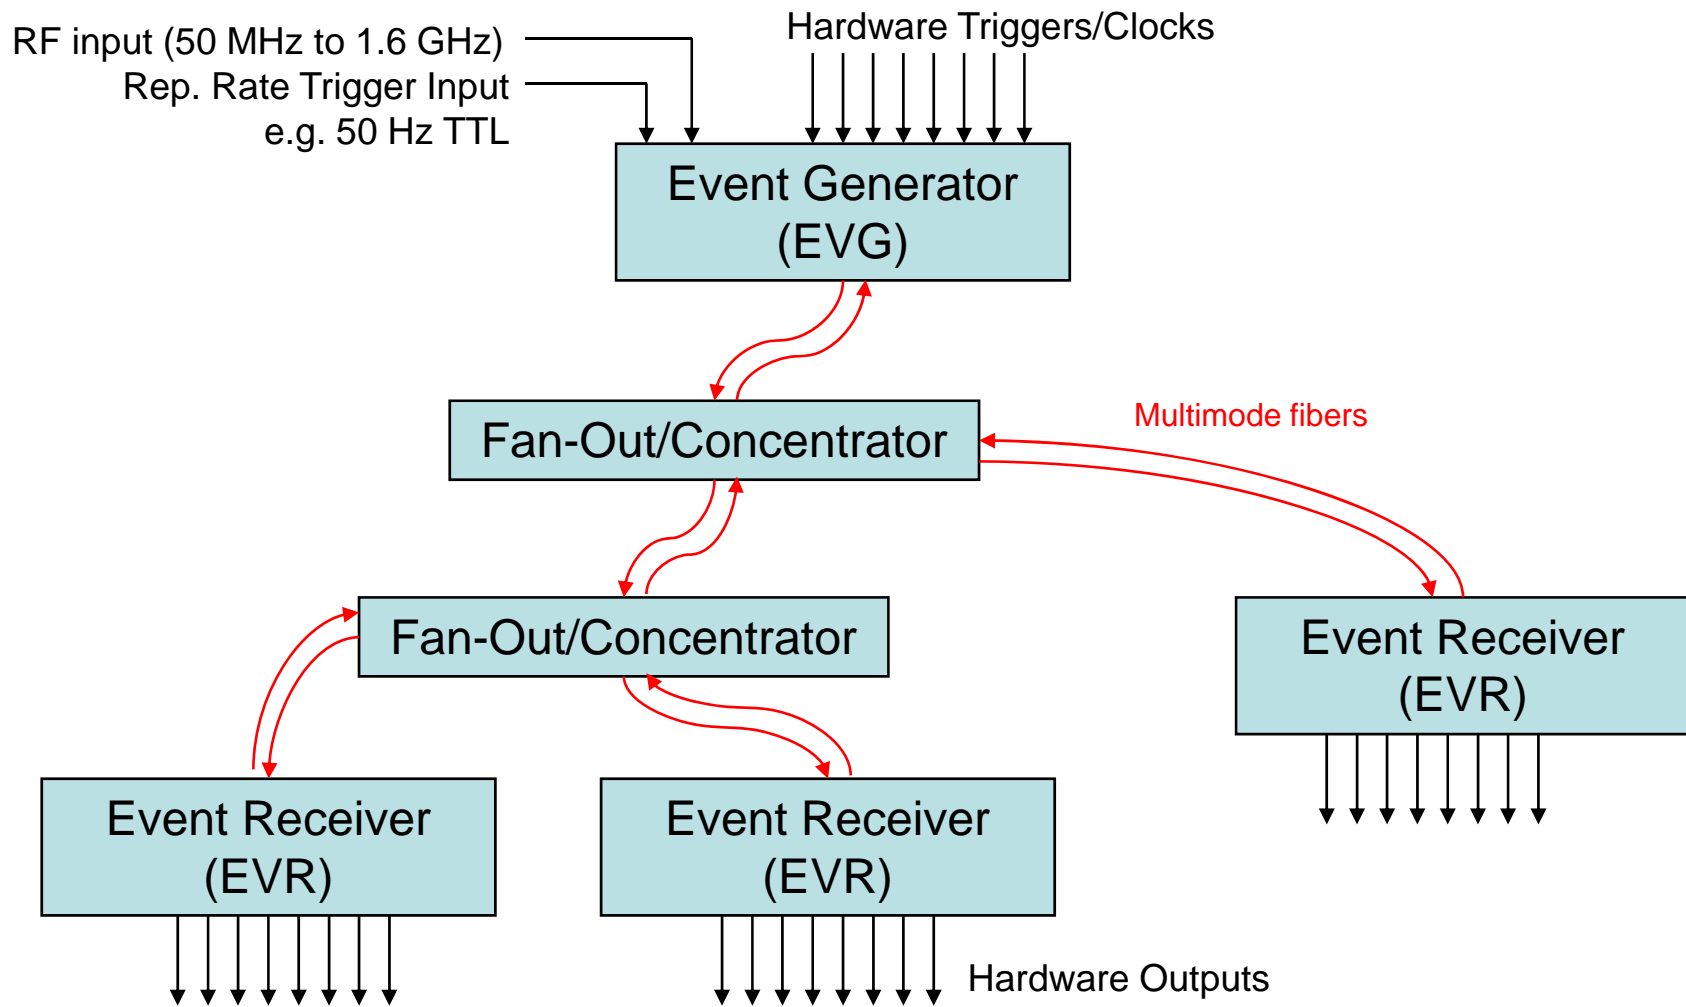 RF input (50 MHz to 1.6 GHz)
Rep. Rate Trigger Input
e.g. 50 Hz TTL
Hardware Triggers/Clocks
Event Generator
(EVG)
Fan-Out/Concentrator
Multimode fibers
Fan-Out/Concentrator
Event Receiver
(EVR)
Event Receiver
(EVR)
Event Receiver
(EVR)
Hardware Outputs